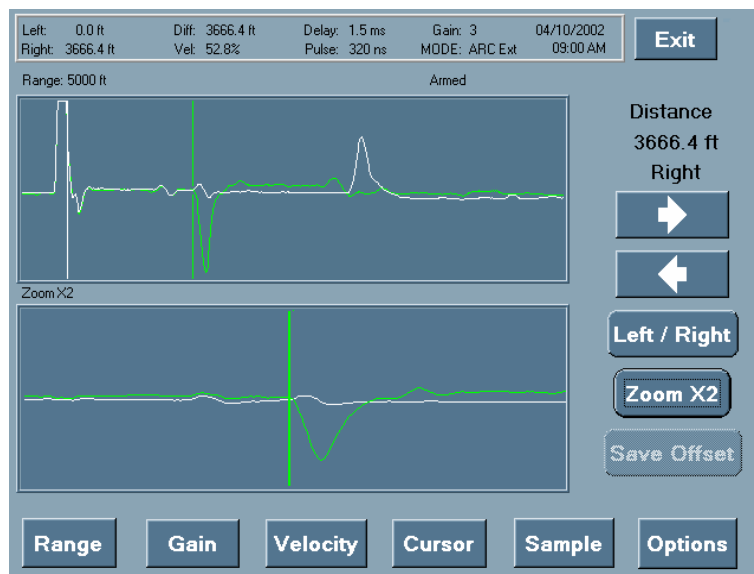 Left: 0.0 ft Diff: 3666.4 ft Delay: 1.5 ms Gain: 3 04/10/2002
Right: 3666.4 ft Vel: 52.8% Pulse: 320 ns MODE: ARC Ext 09:00 AM
Exit
Range: 5000 ft Armed
Distance
3666.4 ft
Right
Zoom X2
Left / Right
Zoom X2
Save Offset
Range Gain Velocity Cursor Sample Options